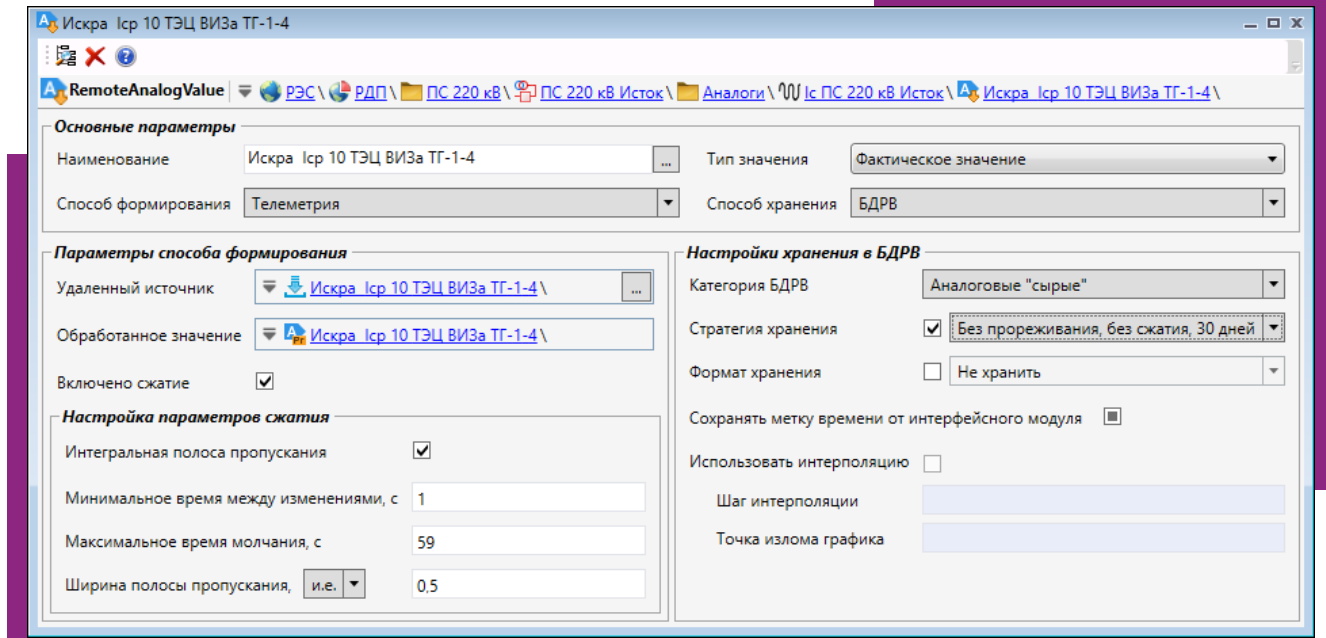 Искра Iср 10 ТЭЦ ВИЗа ТГ-1-4
RemoteAnalogValue РЭС \ РДП \ ПС 220 кВ \ ПС 220 кВ Исток \ Аналоги \ Iс ПС 220 кВ Исток \ Искра Iср 10 ТЭЦ ВИЗа ТГ-1-4 \
Основные параметры
Наименование Искра Iср 10 ТЭЦ ВИЗа ТГ-1-4 ... Тип значения Фактическое значение
Способ формирования Телеметрия Способ хранения БДРВ
Параметры способа формирования
Удаленный источник Искра Iср 10 ТЭЦ ВИЗа ТГ-1-4 \ ...
Обработанное значение Искра Iср 10 ТЭЦ ВИЗа ТГ-1-4 \
Включено сжатие
Настройка параметров сжатия
Интегральная полоса пропускания
Минимальное время между изменениями, с 1
Максимальное время молчания, с 59
Ширина полосы пропускания, и.е. 0,5
Настройки хранения в БДРВ
Категория БДРВ Аналоговые "сырые"
Стратегия хранения Без прореживания, без сжатия, 30 дней
Формат хранения Не хранить
Сохранять метку времени от интерфейсного модуля
Использовать интерполяцию
Шаг интерполяции
Точка излома графика